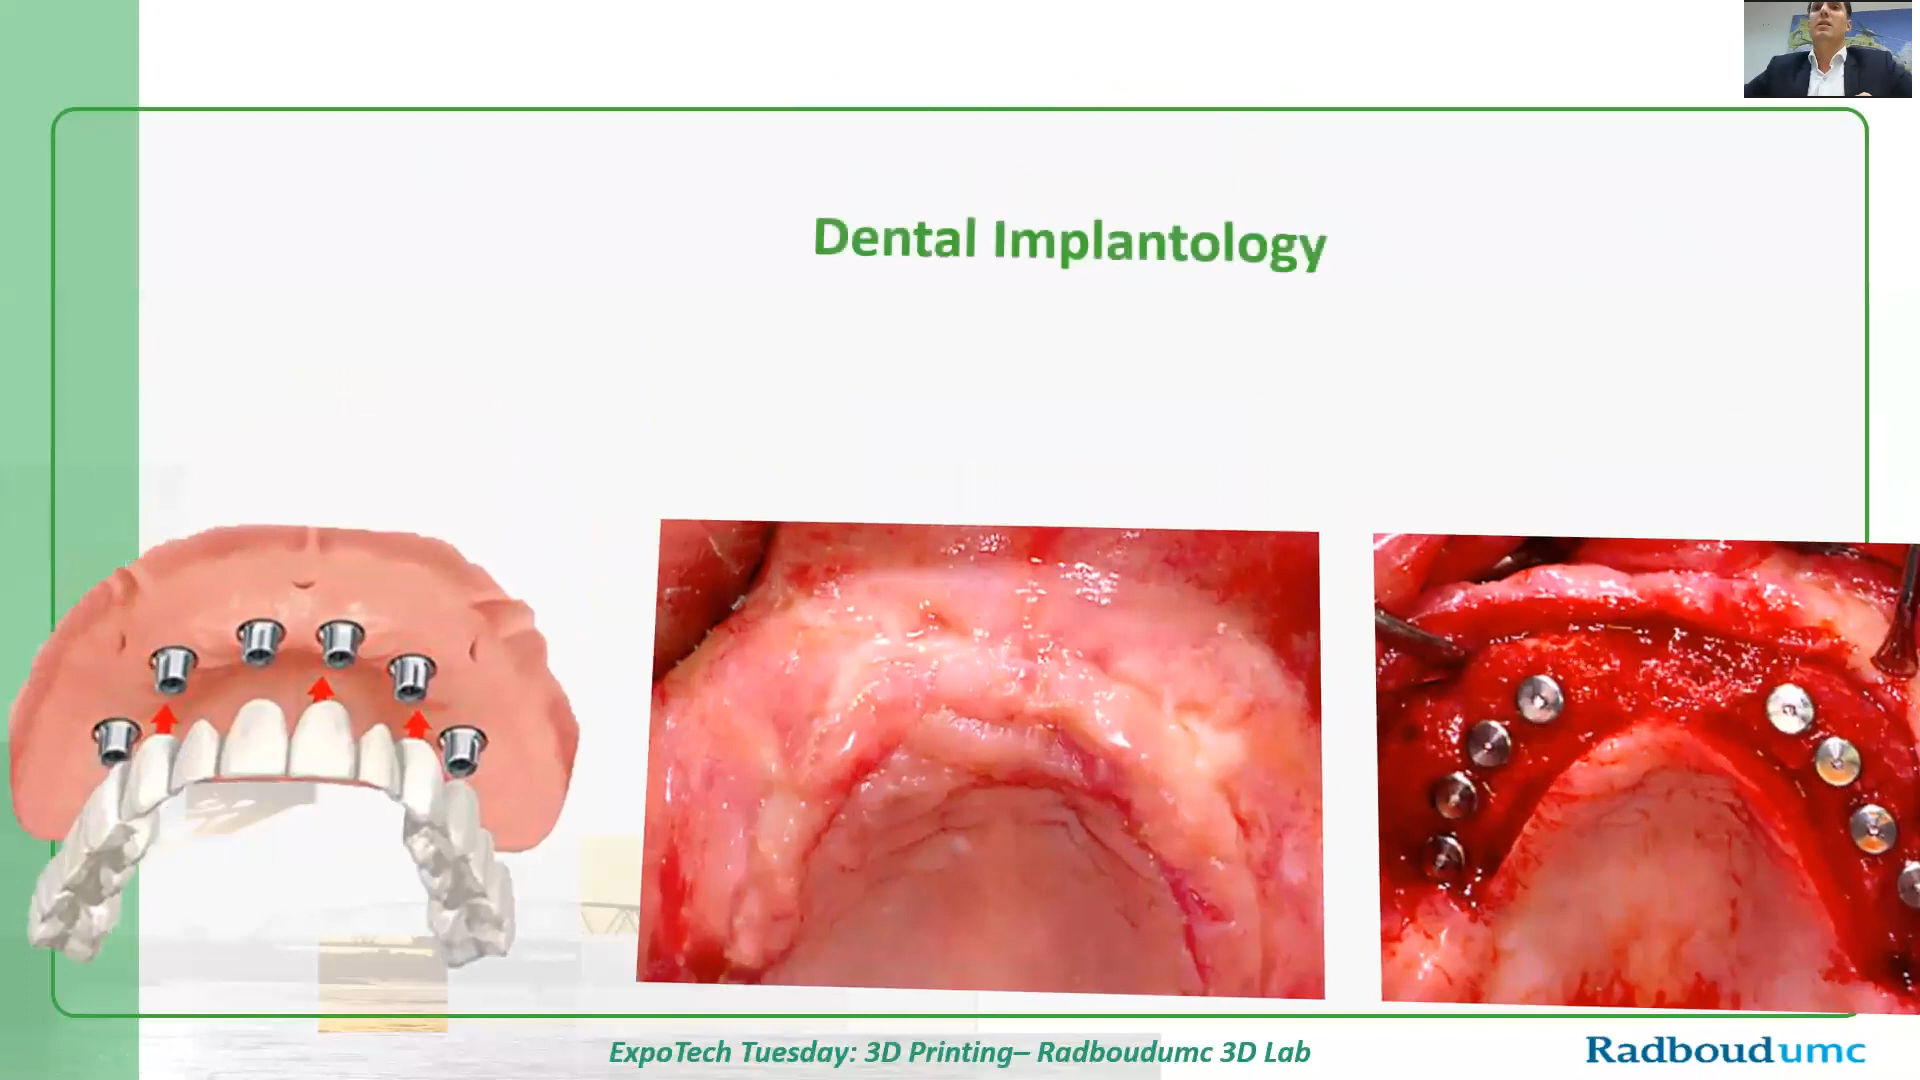 Dental Implantology
ExpoTech Tuesday: 3D Printing– Radboudumc 3D Lab
Radboudumc